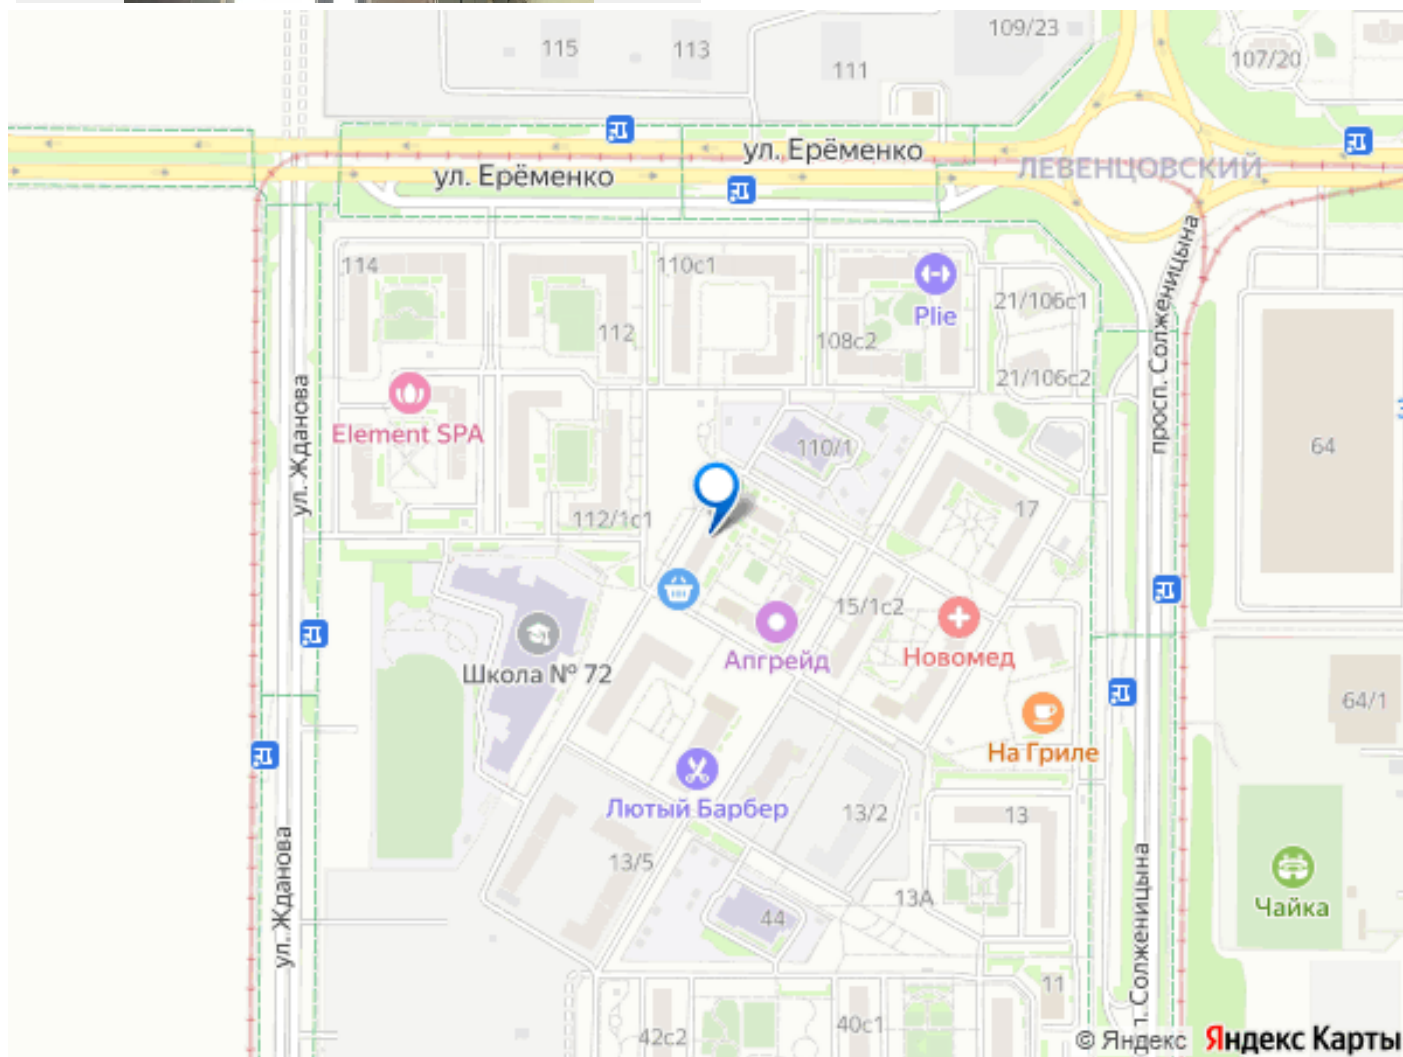 109/23
115
113
111
107/20
ул. Ерёменко
ЛЕВЕНЦОВСКИЙ
ул. Ерёменко
просп. Солженицына
114
110с1
21/106с1
Plie
112
108с2
21/106с2
ул. Жданова
Element SPA
110/1
64
17
112/1с1
15/1с2
Новомед
Апгрейд
Школа № 72
64/1
На Гриле
Лютый Барбер
13/2
13
13/5
13А
ул. Жданова
Чайка
44
п. Солженицына
11
42с2
40с1
© Яндекс Яндекс Карты